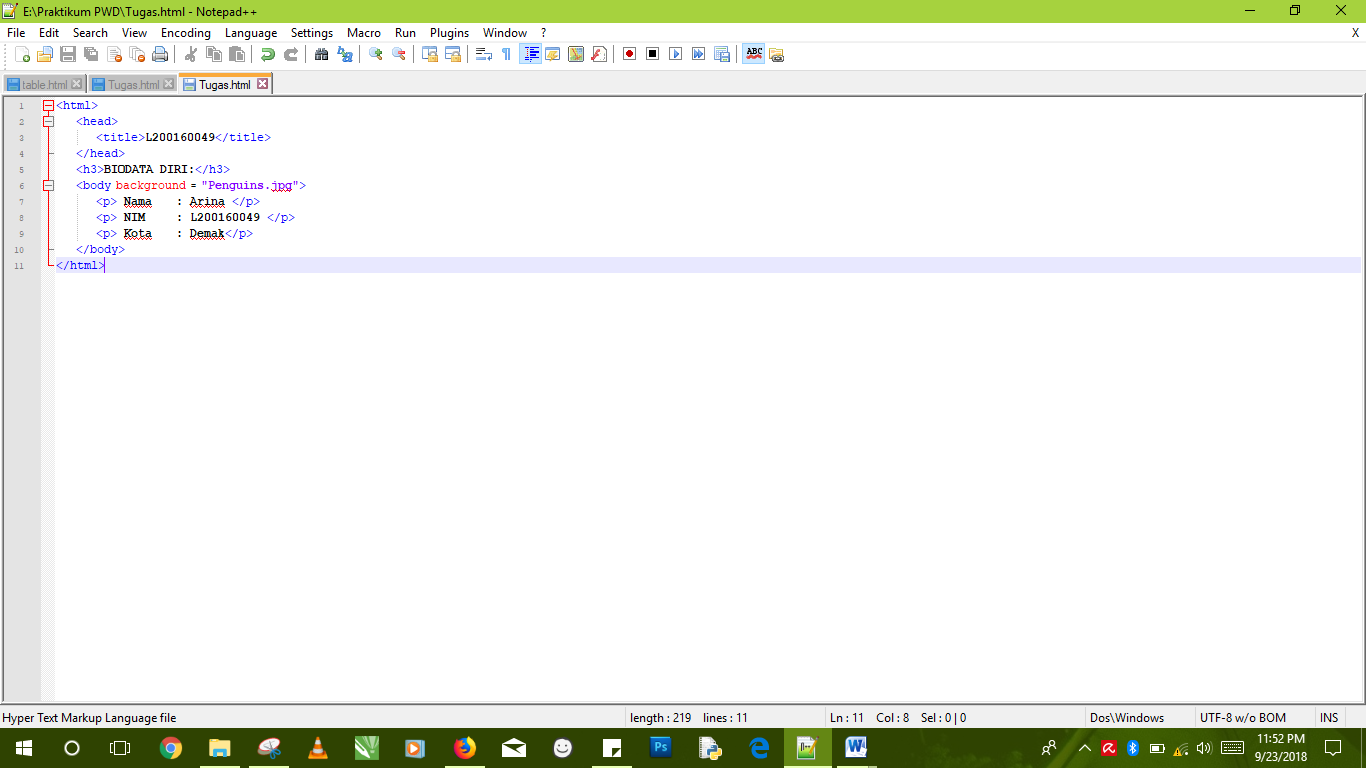 E:\Praktikum PWD\Tugas.html - Notepad++
File Edit Search View Encoding Language Settings Macro Run Plugins Window ? X
ABC
table.html Tugas.html Tugas.html
1 <html>
2 <head>
3 <title>L200160049</title>
4 </head>
5 <h3>BIODATA DIRI:</h3>
6 <body background = "Penguins.jpg">
7 <p> Nama : Arina </p>
8 <p> NIM : L200160049 </p>
9 <p> Kota : Demak</p>
10 </body>
11 </html>
Hyper Text Markup Language file length : 219 lines : 11 Ln : 11 Col : 8 Sel : 0 | 0 Dos\Windows UTF-8 w/o BOM INS
Ps
11:52 PM
9/23/2018